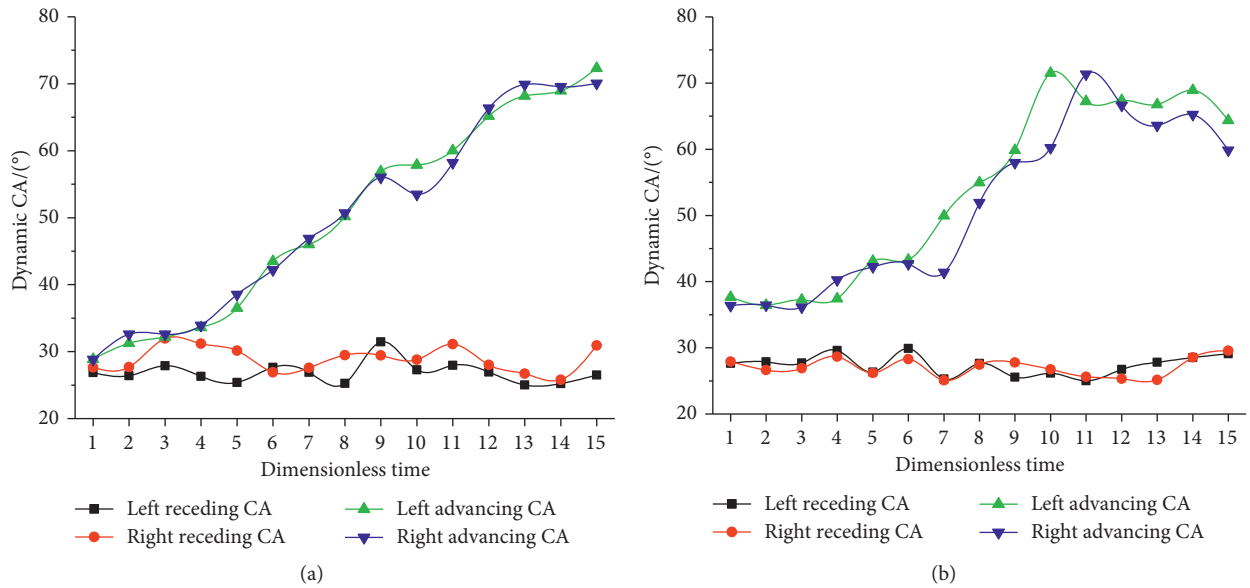 80
70
60
50
40
30
20
Dynamic CA/(°)
1 2 3 4 5 6 7 8 9 10 11 12 13 14 15
Dimensionless time
Left receding CA
Right receding CA
Left advancing CA
Right advancing CA
(a)
80
70
60
50
40
30
20
Dynamic CA/(°)
1 2 3 4 5 6 7 8 9 10 11 12 13 14 15
Dimensionless time
Left receding CA
Right receding CA
Left advancing CA
Right advancing CA
(b)